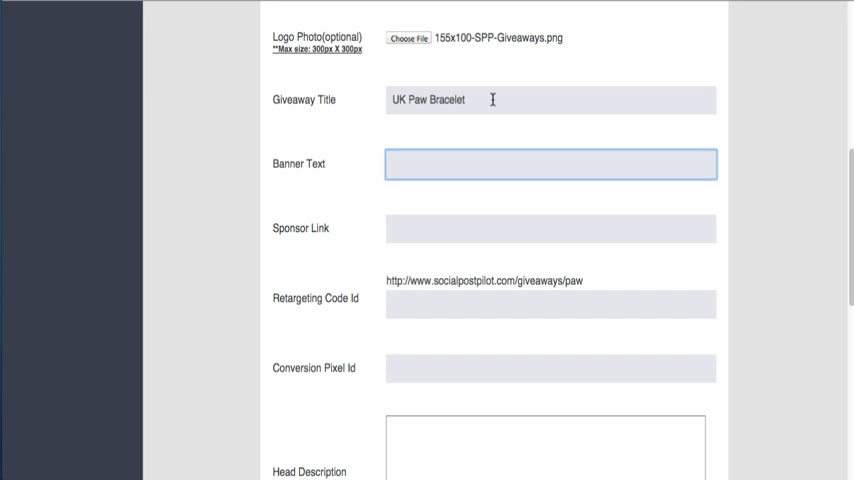 Logo Photo(optional)
**Max size: 300px X 300px
Choose File 155x100-SPP-Giveaways.png
Giveaway Title
UK Paw Bracelet
Banner Text
Sponsor Link
http://www.socialpostpilot.com/giveaways/paw
Retargeting Code Id
Conversion Pixel Id
Head Description